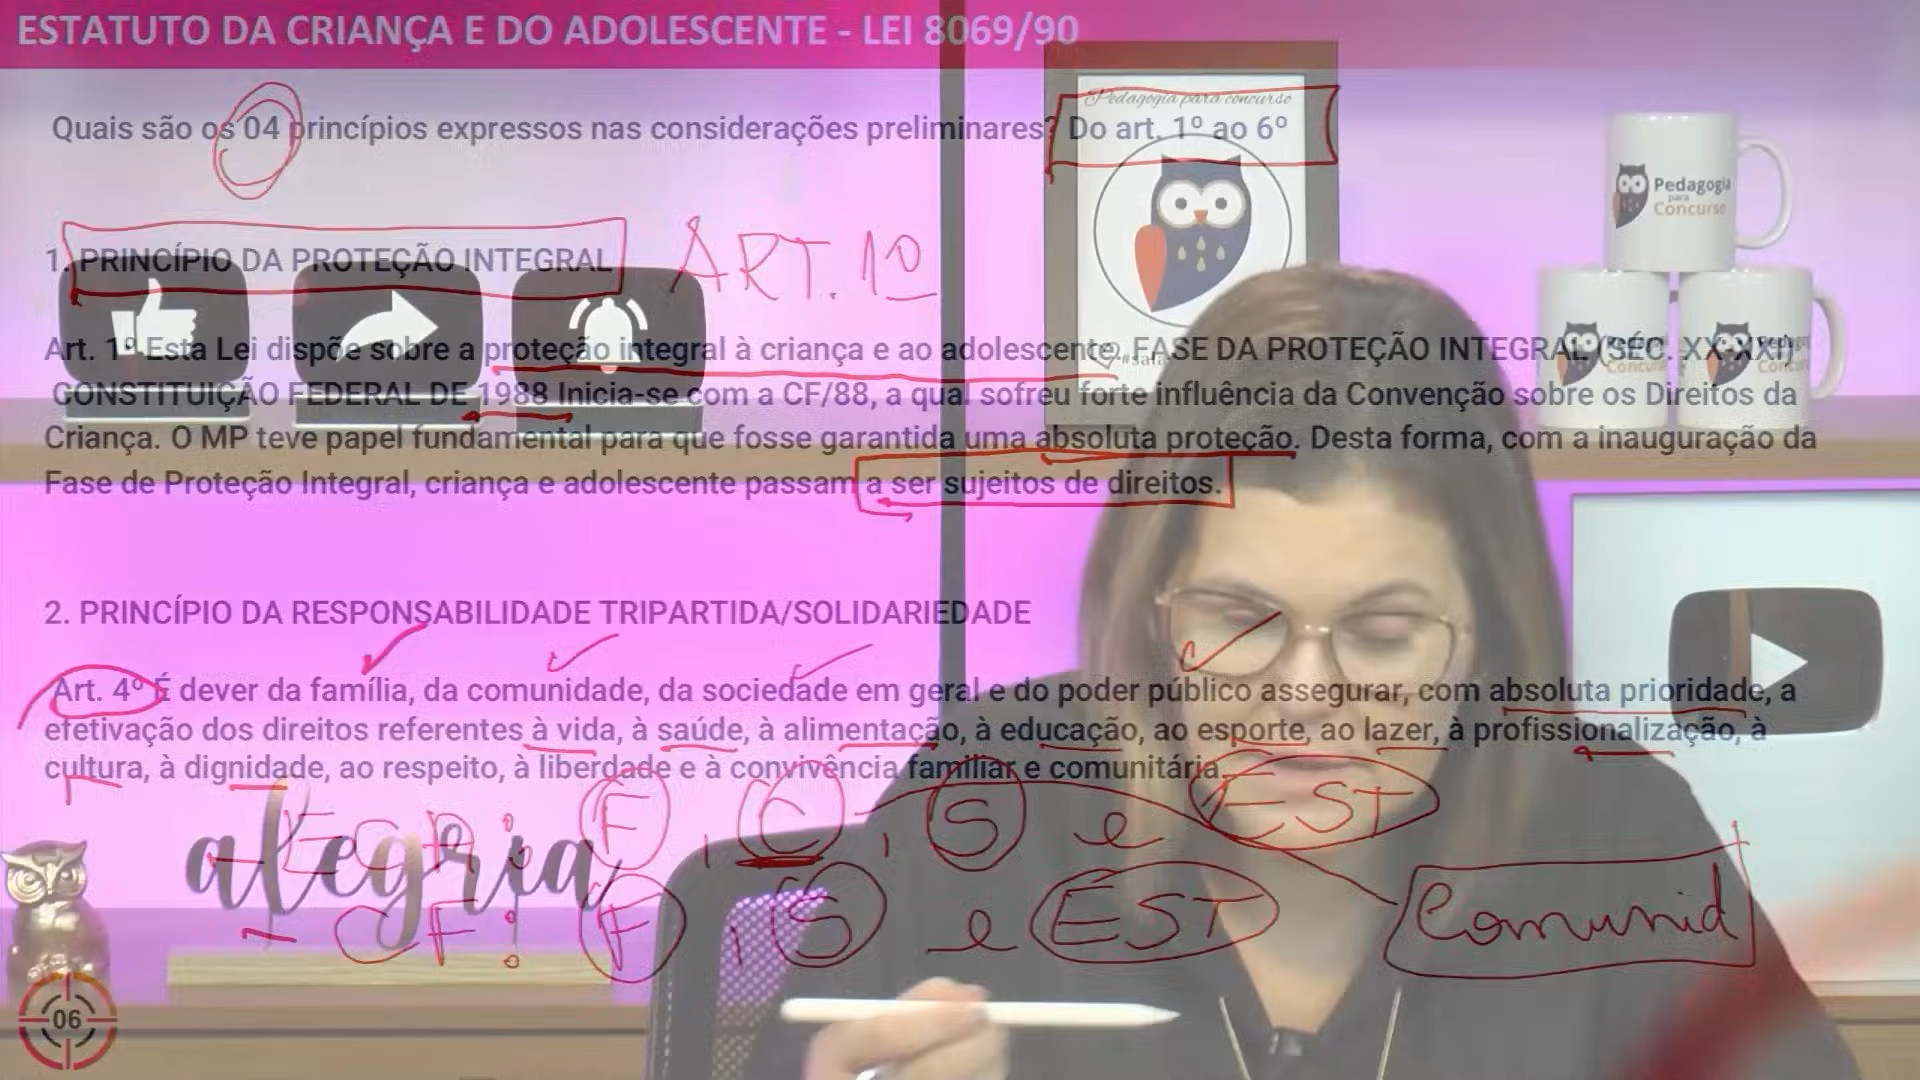 ESTATUTO DA CRIANÇA E DO ADOLESCENTE - LEI 8069/90
Pedagogia para concurso
Quais são os 04 princípios expressos nas considerações preliminares? Do art. 1º ao 6º
Pedagogia
para
Concurso
1. PRINCÍPIO DA PROTEÇÃO INTEGRAL
ART. 1º
Art. 1º Esta Lei dispõe sobre a proteção integral à criança e ao adolescente. FASE DA PROTEÇÃO INTEGRAL (SÉC. XX XXI)
CONSTITUIÇÃO FEDERAL DE 1988 Inicia-se com a CF/88, a qual sofreu forte influência da Convenção sobre os Direitos da
Criança. O MP teve papel fundamental para que fosse garantida uma absoluta proteção. Desta forma, com a inauguração da
Fase de Proteção Integral, criança e adolescente passam a ser sujeitos de direitos.
2. PRINCÍPIO DA RESPONSABILIDADE TRIPARTIDA/SOLIDARIEDADE
Art. 4º É dever da família, da comunidade, da sociedade em geral e do poder público assegurar, com absoluta prioridade, a
efetivação dos direitos referentes à vida, à saúde, à alimentação, à educação, ao esporte, ao lazer, à profissionalização, à
cultura, à dignidade, ao respeito, à liberdade e à convivência familiar e comunitária.
- ECA: F, C, S e EST
alegria
- CF: F, S e EST
Comunid
06